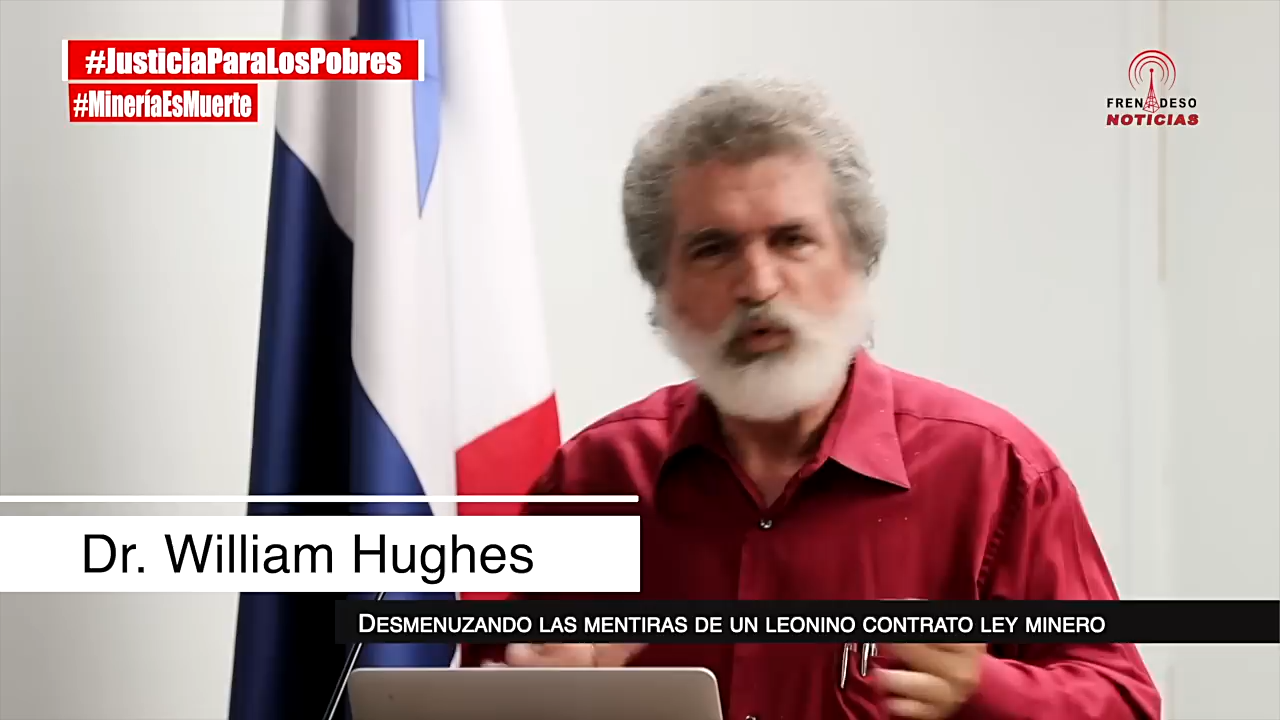 #JusticiaParaLosPobres
#MineríaEsMuerte
FRENADESO
NOTICIAS
Dr. William Hughes
DESMENUZANDO LAS MENTIRAS DE UN LEONINO CONTRATO LEY MINERO